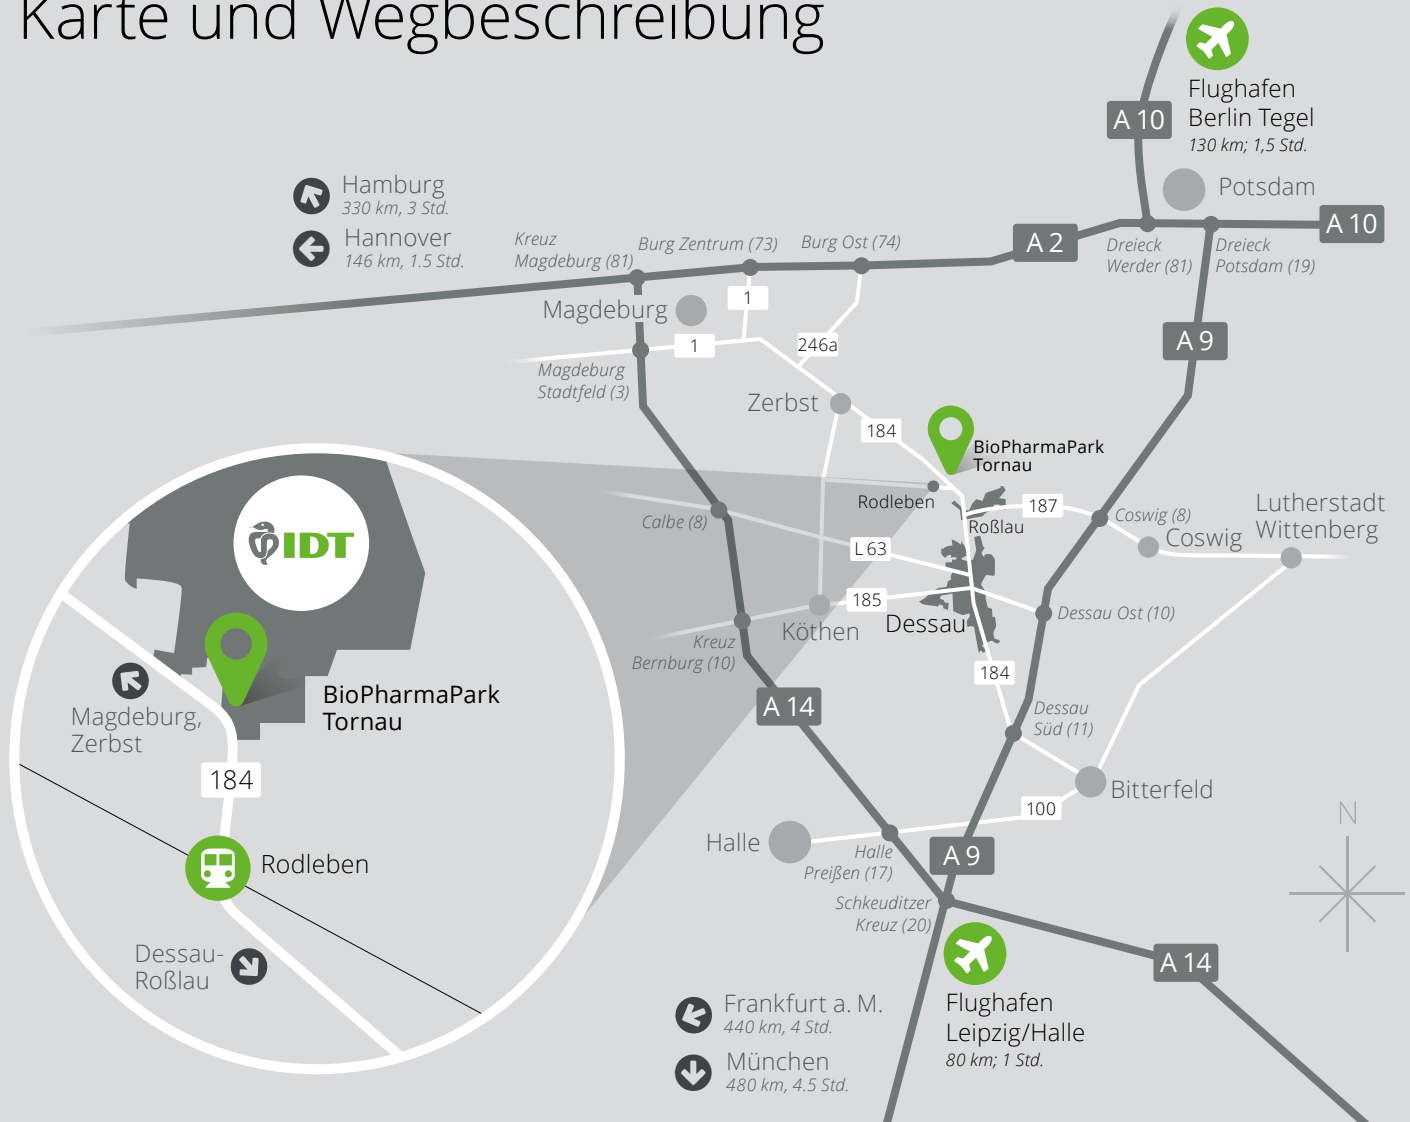 Karte und Wegbeschreibung
Flughafen
Berlin Tegel
130 km; 1,5 Std.
A 10
Potsdam
Hamburg
330 km, 3 Std.
Hannover
146 km, 1.5 Std.
Kreuz
Magdeburg (81)
Burg Zentrum (73)
Burg Ost (74)
A 2
Dreieck
Werder (81)
Dreieck
Potsdam (19)
A 10
Magdeburg
1
1
246a
A 9
Magdeburg
Stadtfeld (3)
Zerbst
184
BioPharmaPark
Tornau
Rodleben
Roßlau
187
Coswig (8)
Coswig
Lutherstadt
Wittenberg
Calbe (8)
L 63
185
Köthen
Dessau
Dessau Ost (10)
Kreuz
Bernburg (10)
184
A 14
Dessau
Süd (11)
Bitterfeld
100
Halle
Halle
Preißen (17)
A 9
Schkeuditzer
Kreuz (20)
N
A 14
Flughafen
Leipzig/Halle
80 km; 1 Std.
Frankfurt a. M.
440 km, 4 Std.
München
480 km, 4.5 Std.
IDT
BioPharmaPark
Tornau
Magdeburg,
Zerbst
184
Rodleben
Dessau-
Roßlau